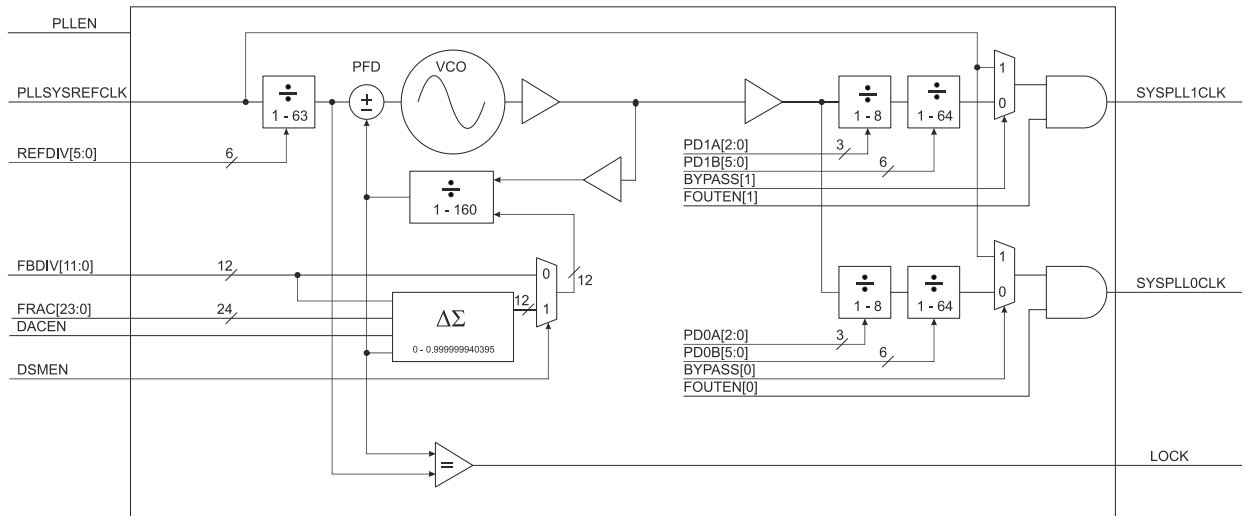 PLLEN
PFD
VCO
PLLSYSREFCLK
÷
1 - 63
±
÷
1 - 8
÷
1 - 64
1
0
SYSPLL1CLK
REFDIV[5:0]
6
PD1A[2:0]
3
PD1B[5:0]
6
BYPASS[1]
FOUTEN[1]
÷
1 - 160
FBDIV[11:0]
12
0
12
1
FRAC[23:0]
24
12
DACEN
ΔΣ
0 - 0.999999940395
DSMEN
÷
1 - 8
÷
1 - 64
1
0
SYSPLL0CLK
PD0A[2:0]
3
PD0B[5:0]
6
BYPASS[0]
FOUTEN[0]
=
LOCK